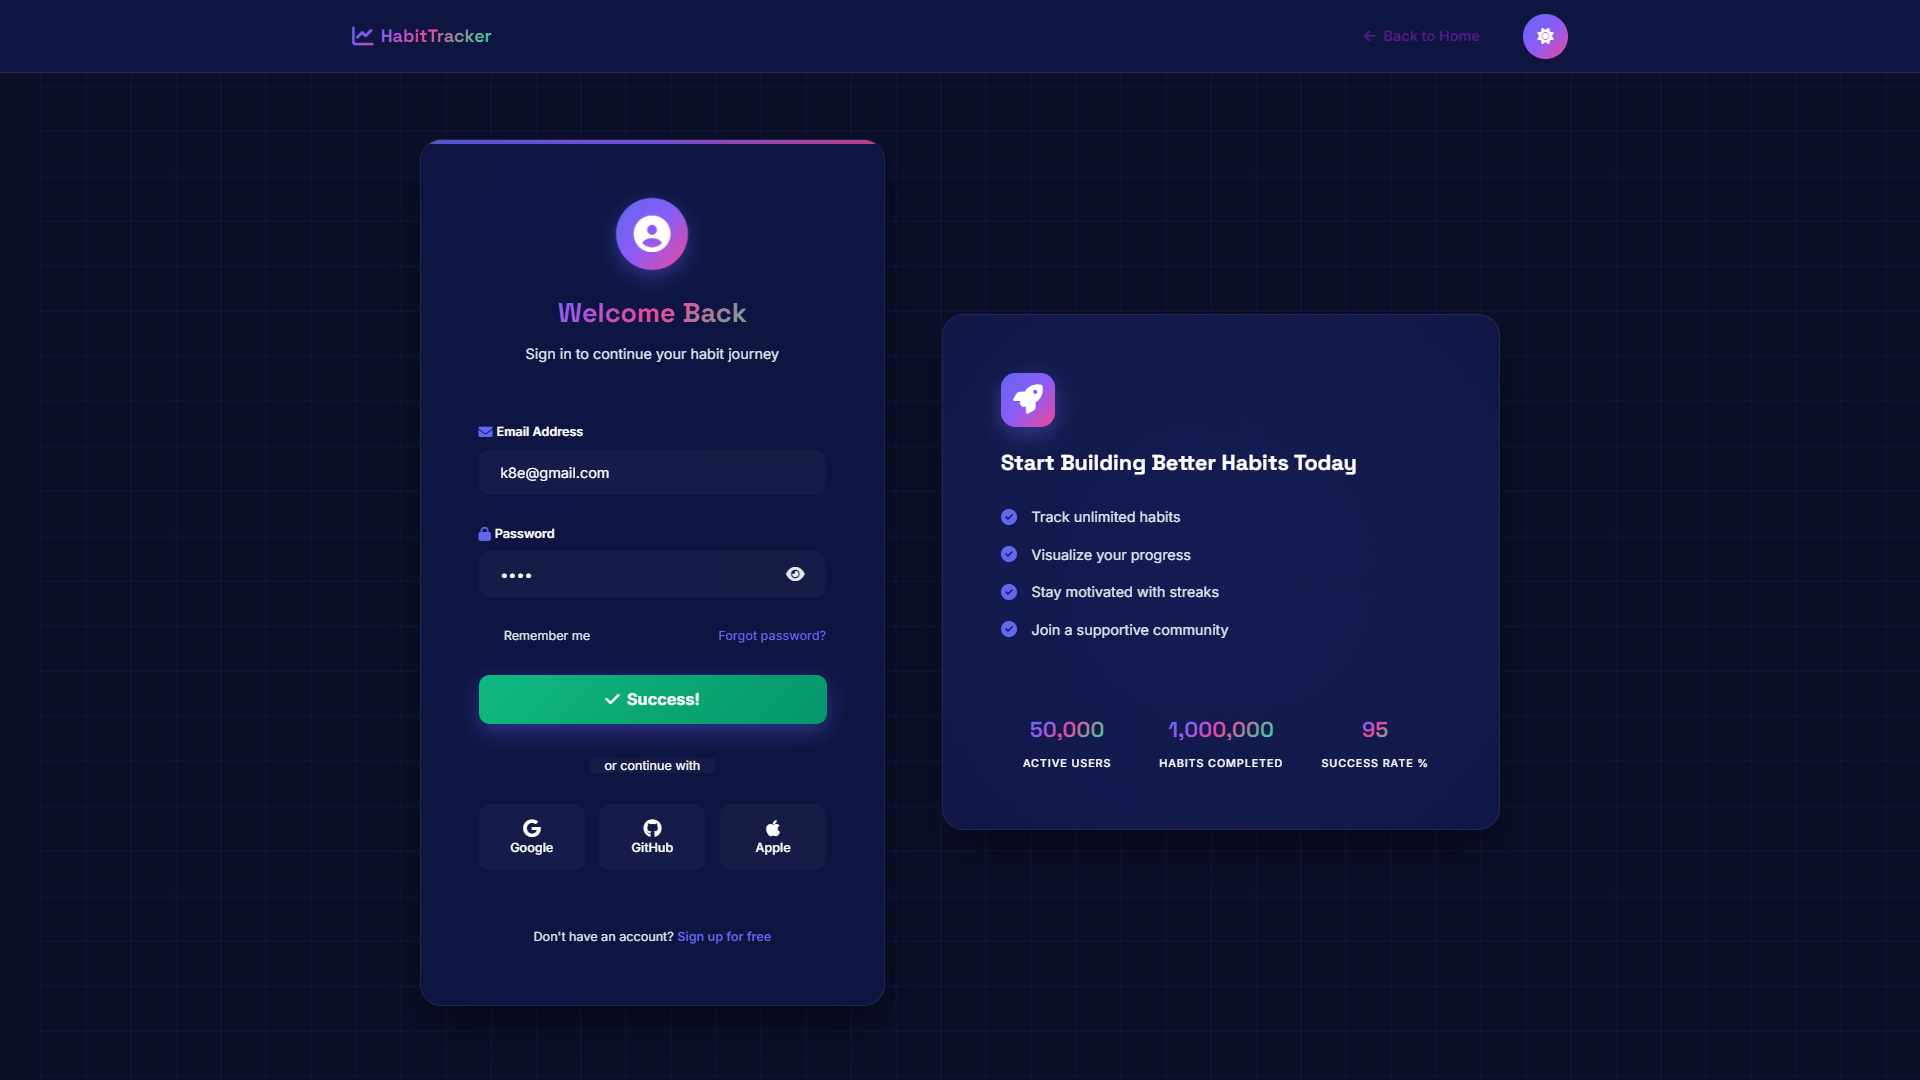 HabitTracker
Back to Home
Welcome Back
Sign in to continue your habit journey
Email Address
k8e@gmail.com
Password
••••
Remember me
Forgot password?
Success!
or continue with
Google
GitHub
Apple
Don't have an account? Sign up for free
Start Building Better Habits Today
Track unlimited habits
Visualize your progress
Stay motivated with streaks
Join a supportive community
50,000
ACTIVE USERS
1,000,000
HABITS COMPLETED
95
SUCCESS RATE %